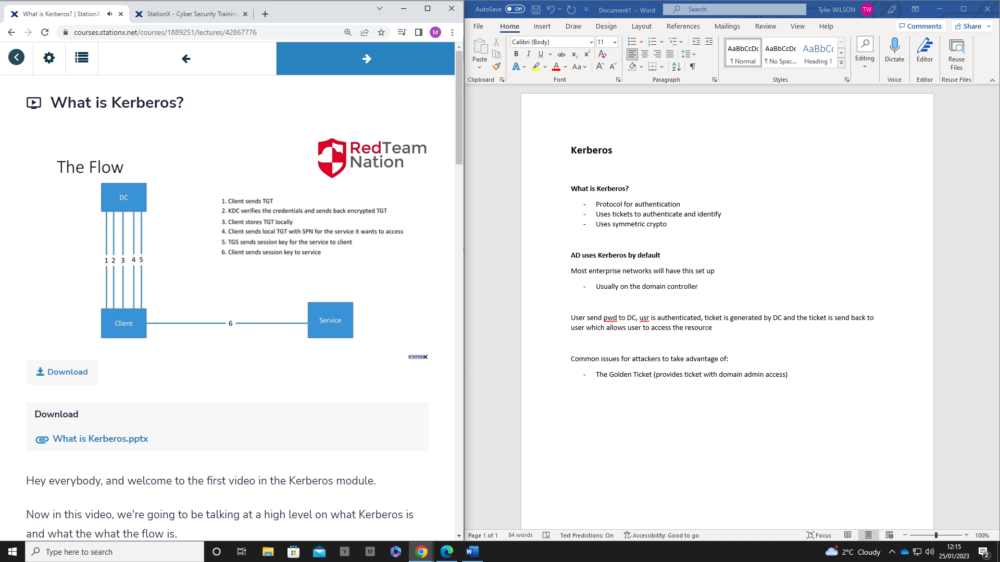 What is Kerberos? | StationX
StationX - Cyber Security Training
courses.stationx.net/courses/1889251/lectures/42867776
M
What is Kerberos?
RedTeam
Nation
The Flow
DC
1. Client sends TGT
2. KDC verifies the credentials and sends back encrypted TGT
3. Client stores TGT locally
4. Client sends local TGT with SPN for the service it wants to access
5. TGS sends session key for the service to client
6. Client sends session key to service
1 2 3 4 5
Client
6
Service
STATIONX
Download
Download
What is Kerberos.pptx
Hey everybody, and welcome to the first video in the Kerberos module.
Now in this video, we're going to be talking at a high level on what Kerberos is
and what the what the flow is.
AutoSave Off
Document1 - Word
Search
Tyler WILSON TW
File Home Insert Draw Design Layout References Mailings Review View Help
Comments Share
Paste
Clipboard
Calibri (Body) 11
B I U ab x₂ x²
A A Aa A A
Font
Paragraph
AaBbCcDc AaBbCcDc AaBbCc
¶ Normal ¶ No Spac... Heading 1
Styles
Editing
Dictate
Voice
Editor
Editor
Reuse
Files
Reuse Files
Kerberos
What is Kerberos?
- Protocol for authentication
- Uses tickets to authenticate and identify
- Uses symmetric crypto
AD uses Kerberos by default
Most enterprise networks will have this set up
- Usually on the domain controller
User send pwd to DC, usr is authenticated, ticket is generated by DC and the ticket is send back to
user which allows user to access the resource
Common issues for attackers to take advantage of:
- The Golden Ticket (provides ticket with domain admin access)
Page 1 of 1 84 words Text Predictions: On Accessibility: Good to go Focus 100%
Type here to search
Y
M
2°C Cloudy
12:15
25/01/2023
2